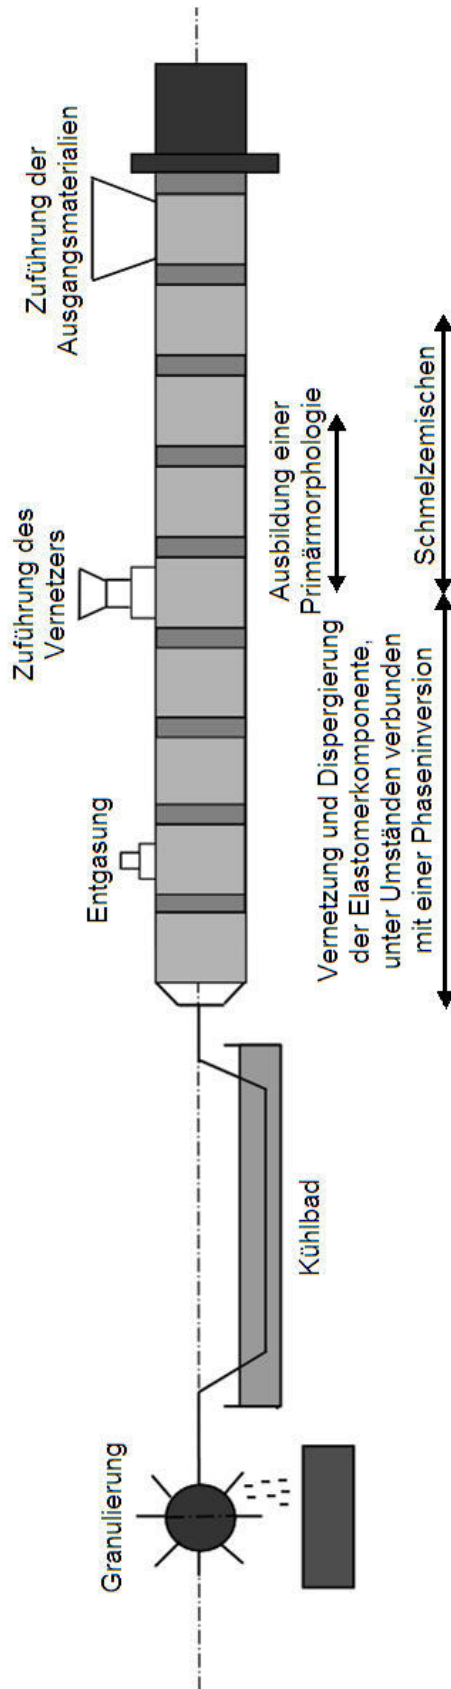 Zuführung der
Ausgangsmaterialien
Zuführung des
Vernetzers
Entgasung
Granulierung
Ausbildung einer
Primärmorphologie
Schmelzemischen
Vernetzung und Dispergierung
der Elastomerkomponente,
unter Umständen verbunden
mit einer Phaseninversion
Kühlbad